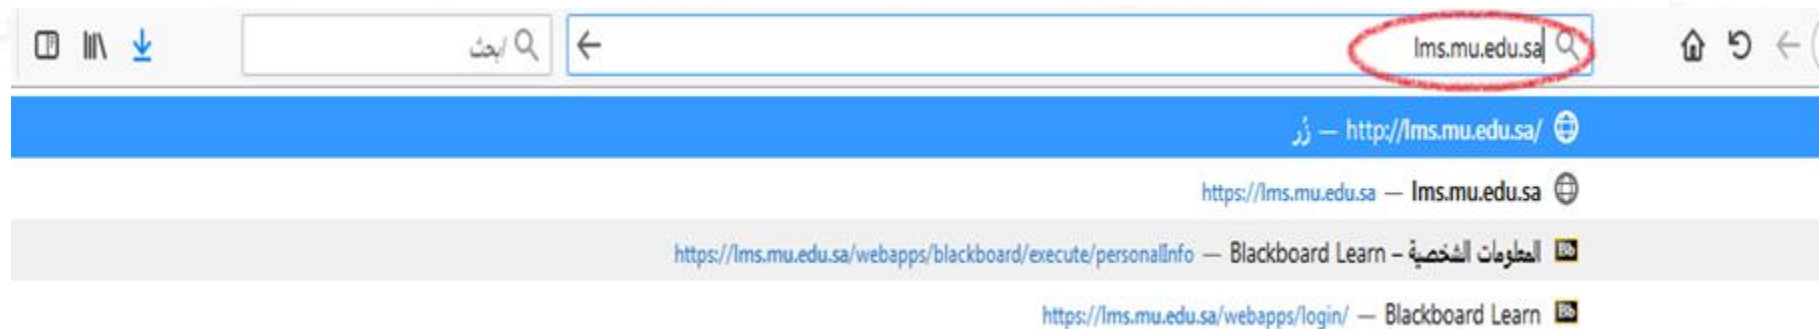 lms.mu.edu.sa
ابحث
زُر — http://lms.mu.edu.sa/
lms.mu.edu.sa — https://lms.mu.edu.sa
المعلومات الشخصية – Blackboard Learn — https://lms.mu.edu.sa/webapps/blackboard/execute/personalInfo
Blackboard Learn — https://lms.mu.edu.sa/webapps/login/